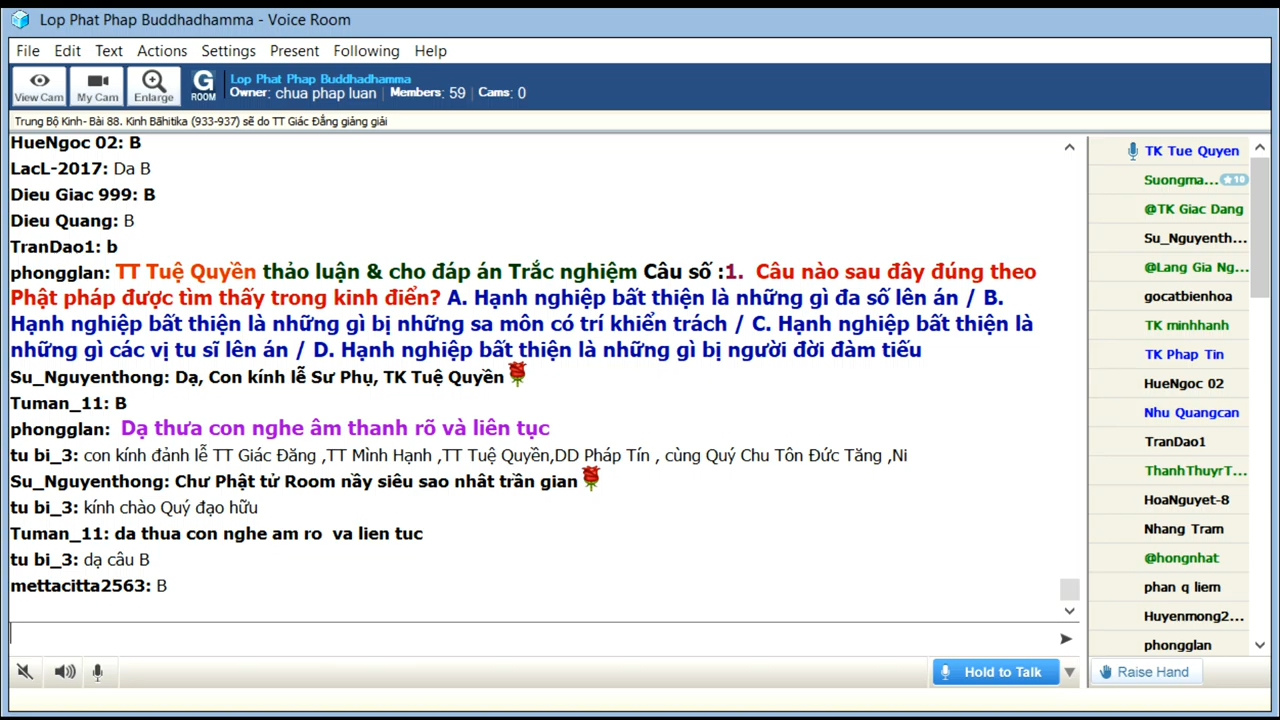 Lop Phat Phap Buddhadhamma - Voice Room
File Edit Text Actions Settings Present Following Help
View Cam My Cam Enlarge G ROOM
Lop Phat Phap Buddhadhamma
Owner: chua phap luan Members: 59 Cams: 0
Trung Bộ Kinh- Bài 88. Kinh Bāhitika (933-937) sẽ do TT Giác Đẳng giảng giải
HueNgoc 02: B
LacL-2017: Da B
Dieu Giac 999: B
Dieu Quang: B
TranDao1: b
phongglan: TT Tuệ Quyền thảo luận & cho đáp án Trắc nghiệm Câu số :1. Câu nào sau đây đúng theo
Phật pháp được tìm thấy trong kinh điển? A. Hạnh nghiệp bất thiện là những gì đa số lên án / B.
Hạnh nghiệp bất thiện là những gì bị những sa môn có trí khiển trách / C. Hạnh nghiệp bất thiện là
những gì các vị tu sĩ lên án / D. Hạnh nghiệp bất thiện là những gì bị người đời đàm tiếu
Su_Nguyenthong: Dạ, Con kính lễ Sư Phụ, TK Tuệ Quyền
Tuman_11: B
phongglan: Dạ thưa con nghe âm thanh rõ và liên tục
tu bi_3: con kính đảnh lễ TT Giác Đăng ,TT Mình Hạnh ,TT Tuệ Quyền,DD Pháp Tín , cùng Quý Chu Tôn Đức Tăng ,Ni
Su_Nguyenthong: Chư Phật tử Room nầy siêu sao nhât trần gian
tu bi_3: kính chào Quý đạo hữu
Tuman_11: da thua con nghe am ro va lien tuc
tu bi_3: dạ câu B
mettacitta2563: B
TK Tue Quyen
Suongma... ★10
@TK Giac Dang
Su_Nguyenth...
@Lang Gia Ng...
gocatbienhoa
TK minhhanh
TK Phap Tin
HueNgoc 02
Nhu Quangcan
TranDao1
ThanhThuyrT...
HoaNguyet-8
Nhang Tram
@hongnhat
phan q liem
Huyenmong2...
phongglan
Hold to Talk
Raise Hand